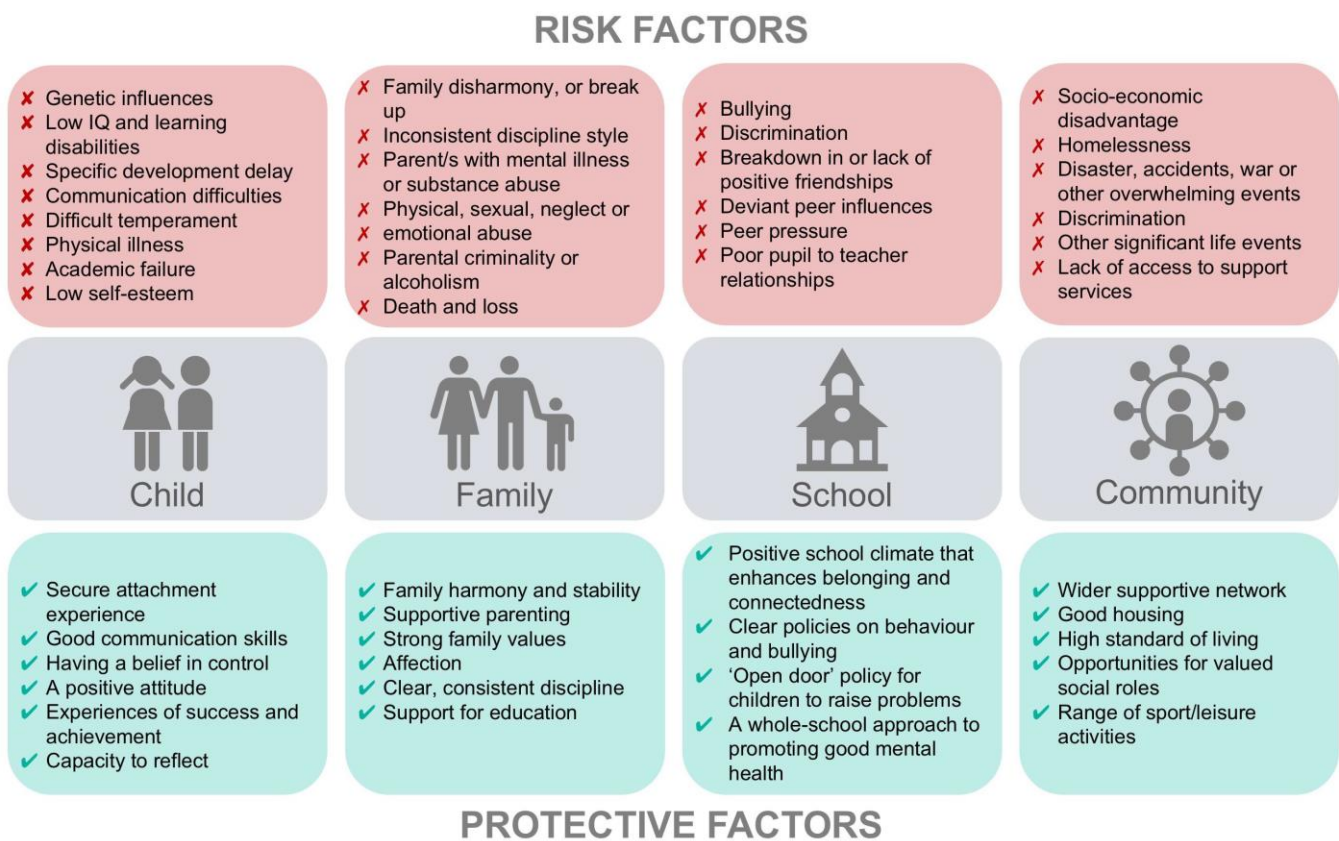 RISK FACTORS
✘ Genetic influences
✘ Low IQ and learning
disabilities
✘ Specific development delay
✘ Communication difficulties
✘ Difficult temperament
✘ Physical illness
✘ Academic failure
✘ Low self-esteem
✗ Family disharmony, or break
up
✗ Inconsistent discipline style
✗ Parent/s with mental illness
or substance abuse
✗ Physical, sexual, neglect or
✗ emotional abuse
✗ Parental criminality or
alcoholism
✗ Death and loss
✗ Bullying
✗ Discrimination
✗ Breakdown in or lack of
positive friendships
✗ Deviant peer influences
✗ Peer pressure
✗ Poor pupil to teacher
relationships
✗ Socio-economic
disadvantage
✗ Homelessness
✗ Disaster, accidents, war or
other overwhelming events
✗ Discrimination
✗ Other significant life events
✗ Lack of access to support
services
Child
Family
School
Community
✔ Secure attachment
experience
✔ Good communication skills
✔ Having a belief in control
✔ A positive attitude
✔ Experiences of success and
achievement
✔ Capacity to reflect
✔ Family harmony and stability
✔ Supportive parenting
✔ Strong family values
✔ Affection
✔ Clear, consistent discipline
✔ Support for education
✔ Positive school climate that
enhances belonging and
connectedness
✔ Clear policies on behaviour
and bullying
✔ ‘Open door’ policy for
children to raise problems
✔ A whole-school approach to
promoting good mental
health
✔ Wider supportive network
✔ Good housing
✔ High standard of living
✔ Opportunities for valued
social roles
✔ Range of sport/leisure
activities
PROTECTIVE FACTORS